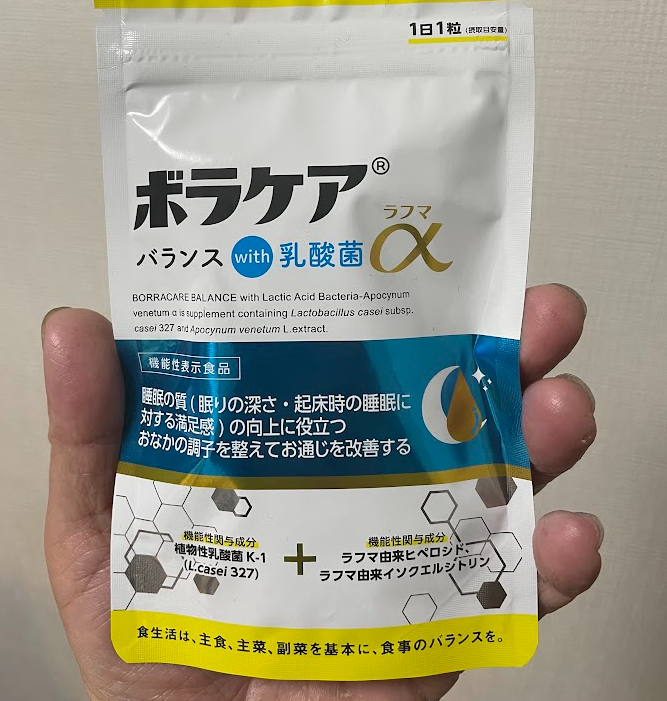 1日1粒(摂取目安量)
ボラケア®
ラフマ
バランス with 乳酸菌 α
BORRACARE BALANCE with Lactic Acid Bacteria-Apocynum
venetum α is supplement containing Lactobacillus casei subsp.
casei 327 and Apocynum venetum L.extract.
機能性表示食品
睡眠の質(眠りの深さ・起床時の睡眠に
対する満足感)の向上に役立つ
おなかの調子を整えてお通じを改善する
機能性関与成分
植物性乳酸菌K-1
(L.casei 327)
+
機能性関与成分
ラフマ由来ヒペロシド、
ラフマ由来イソクエルシトリン
食生活は、主食、主菜、副菜を基本に、食事のバランスを。